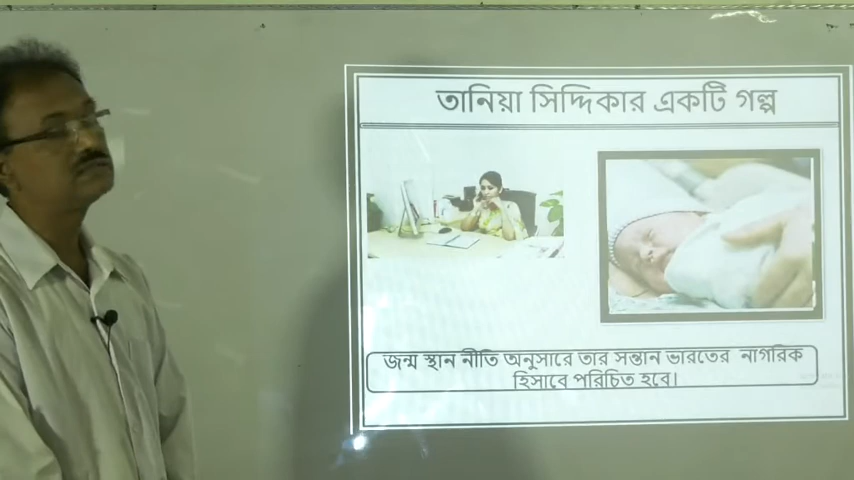 তানিয়া সিদ্দিকার একটি গল্প
জন্ম স্থান নীতি অনুসারে তার সন্তান ভারতের নাগরিক
হিসাবে পরিচিত হবে।